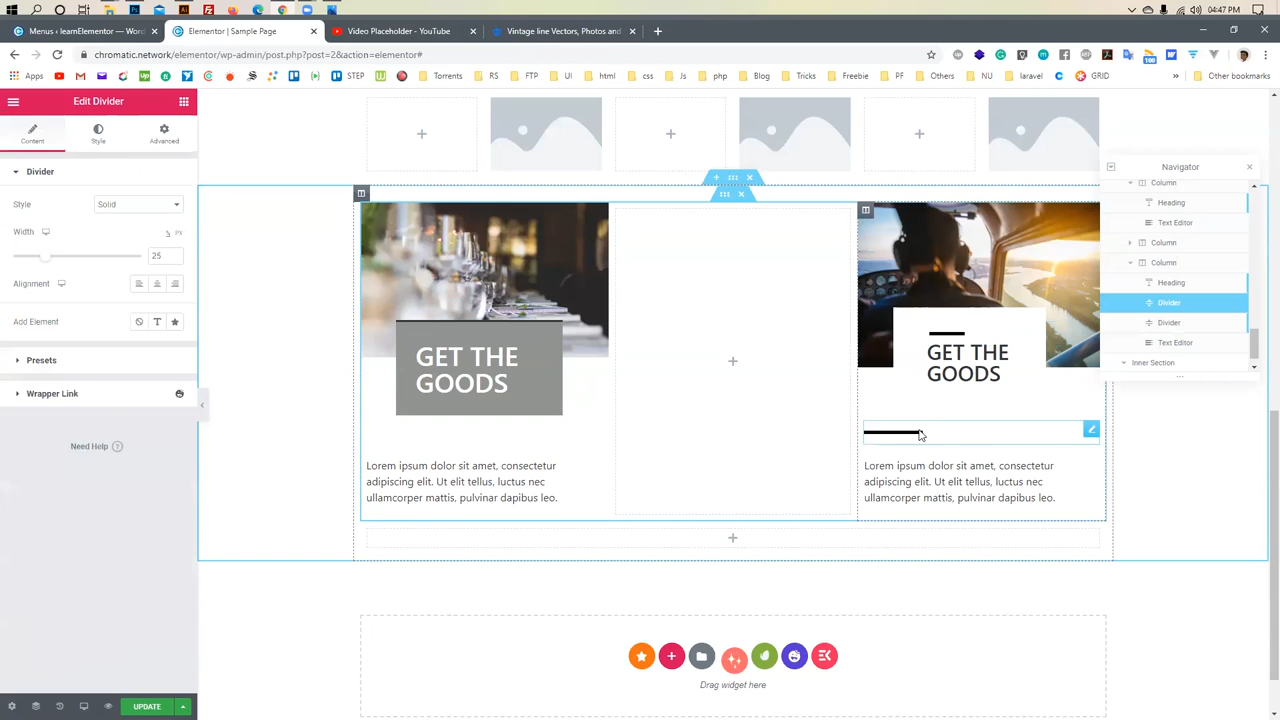 04:47 PM
Menus ‹ learnElementor — Wor
Elementor | Sample Page
Video Placeholder - YouTube
Vintage line Vectors, Photos and
chromatic.network/elementor/wp-admin/post.php?post=2&action=elementor#
Apps
STEP
Torrents
RS
FTP
UI
html
css
Js
php
Blog
Tricks
Freebie
PF
Others
NU
laravel
GRID
»
Other bookmarks
Edit Divider
Content
Style
Advanced
Divider
Style
Solid
Width
PX
25
Alignment
Add Element
Presets
Wrapper Link
Need Help
UPDATE
GET THE
GOODS
Lorem ipsum dolor sit amet, consectetur
adipiscing elit. Ut elit tellus, luctus nec
ullamcorper mattis, pulvinar dapibus leo.
GET THE
GOODS
Lorem ipsum dolor sit amet, consectetur
adipiscing elit. Ut elit tellus, luctus nec
ullamcorper mattis, pulvinar dapibus leo.
Drag widget here
Navigator
Column
Heading
Text Editor
Column
Column
Heading
Divider
Divider
Text Editor
Inner Section